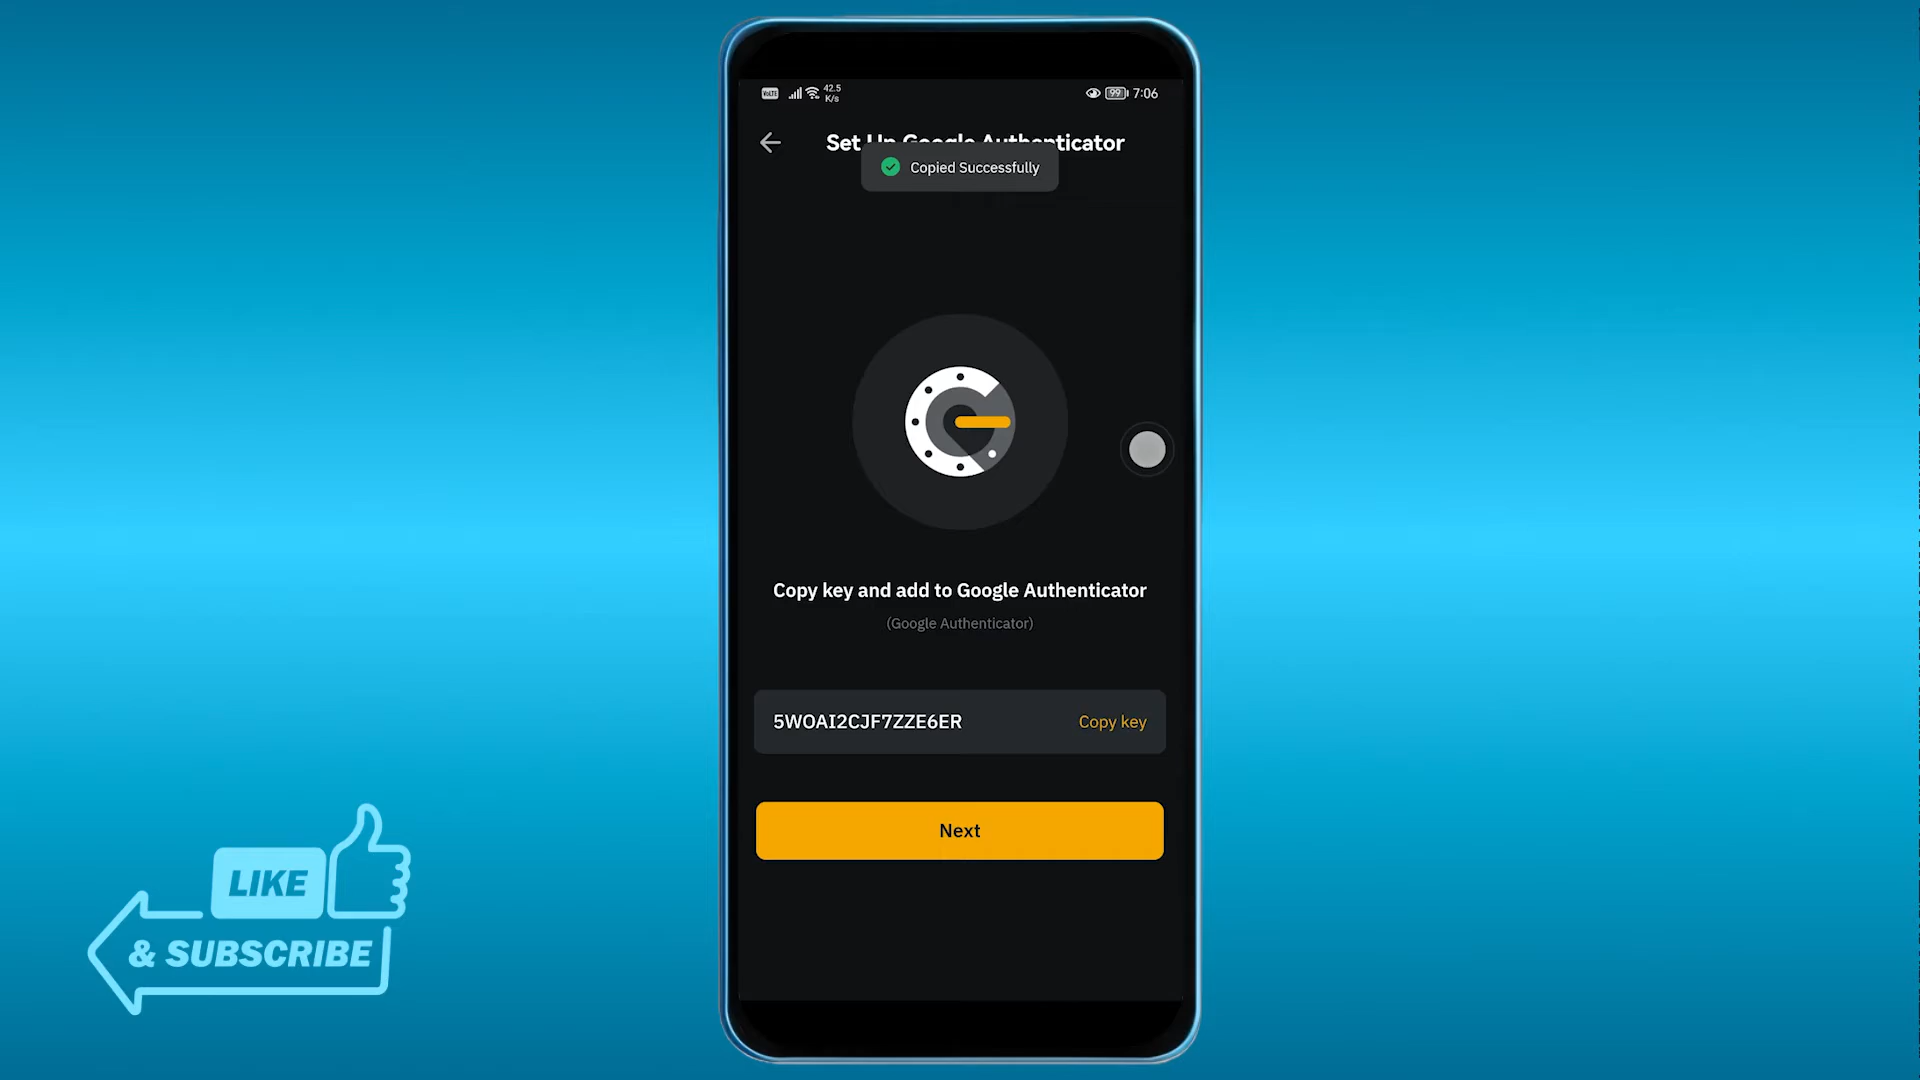 VoLTE
42.5
K/s
99
7:06
Set Up Google Authenticator
Copied Successfully
Copy key and add to Google Authenticator
(Google Authenticator)
5WOAI2CJF7ZZE6ER
Copy key
Next
LIKE
& SUBSCRIBE